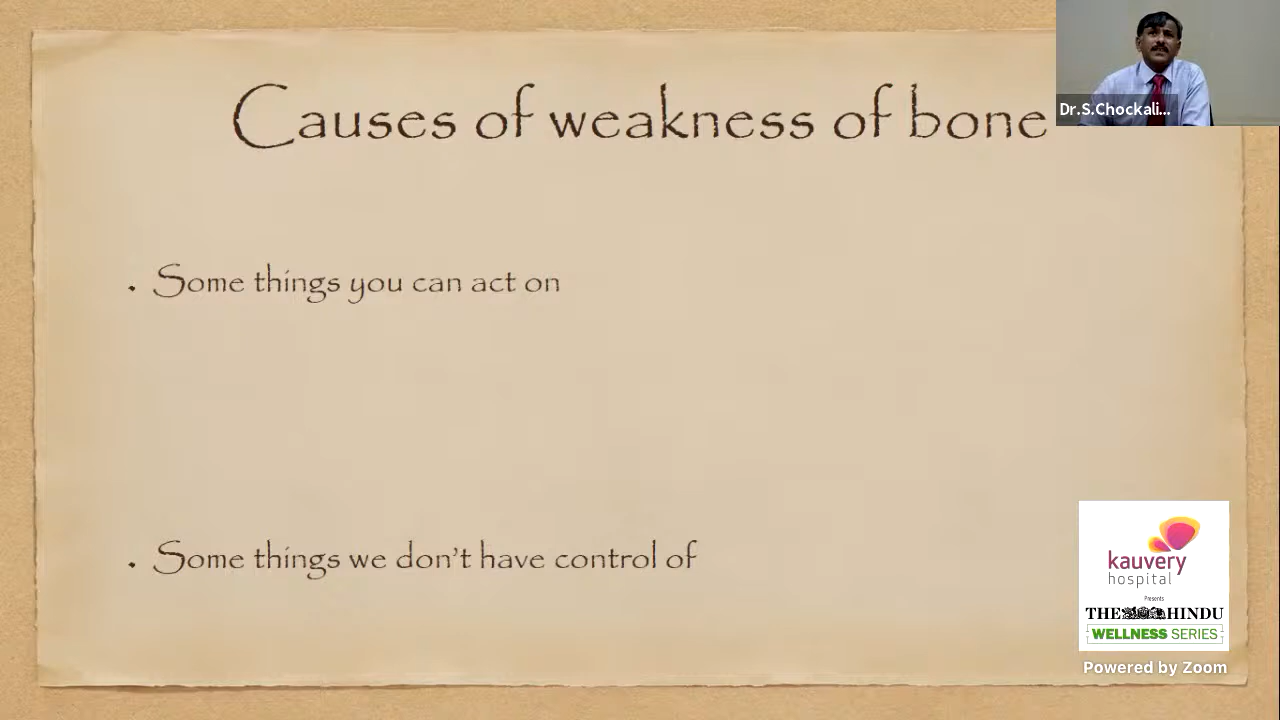 Causes of weakness of bone
Dr.S.Chockali...
. Some things you can act on
. Some things we don't have control of
kauvery
hospital
Presents
THE HINDU
WELLNESS SERIES
Powered by Zoom